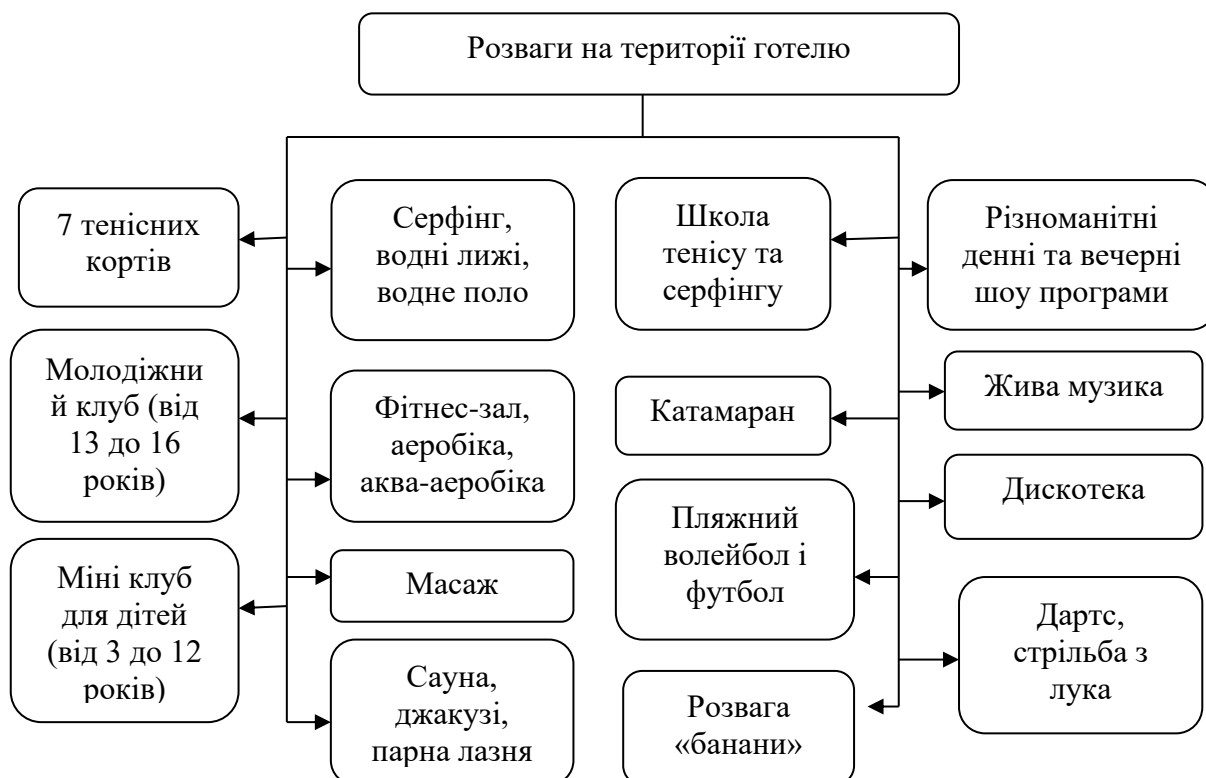 Розваги на території готелю
7 тенісних
кортів
Серфінг,
водні лижі,
водне поло
Школа
тенісу та
серфінгу
Різноманітні
денні та вечерні
шоу програми
Молодіжни
й клуб (від
13 до 16
років)
Фітнес-зал,
аеробіка,
аква-аеробіка
Катамаран
Жива музика
Дискотека
Міні клуб
для дітей
(від 3 до 12
років)
Масаж
Пляжний
волейбол і
футбол
Дартс,
стрільба з
лука
Сауна,
джакузі,
парна лазня
Розвага
«банани»